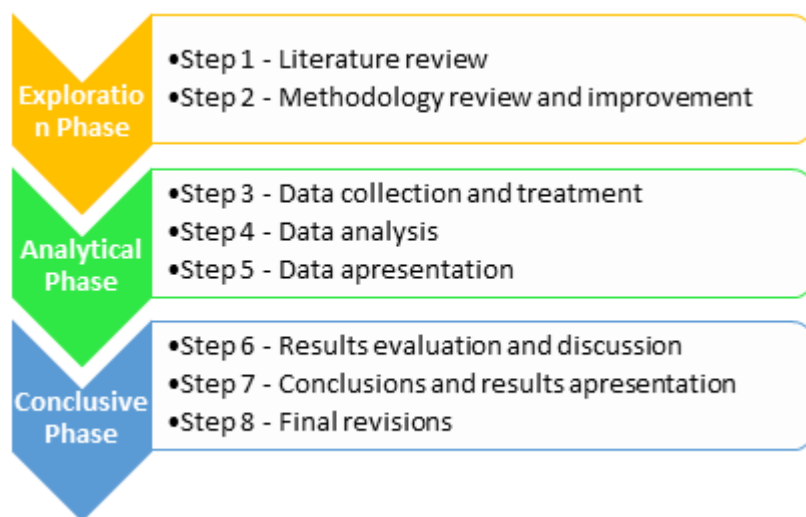 Exploratio
n Phase
•Step 1 - Literature review
•Step 2 - Methodology review and improvement
Analytical
Phase
•Step 3 - Data collection and treatment
•Step 4 - Data analysis
•Step 5 - Data apresentation
Conclusive
Phase
•Step 6 - Results evaluation and discussion
•Step 7 - Conclusions and results apresentation
•Step 8 - Final revisions